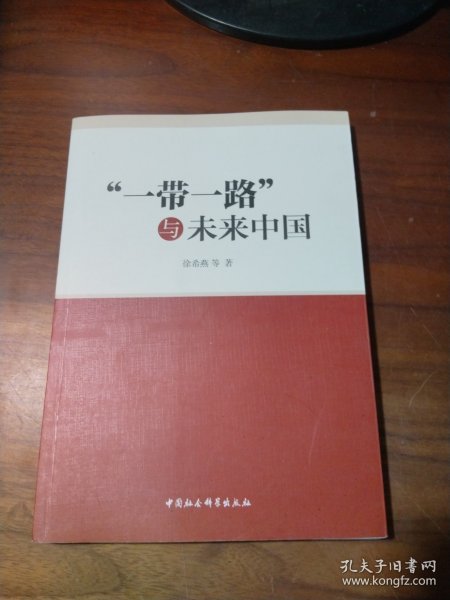 “一带一路”
与未来中国
徐希燕 等 著
中国社会科学出版社
孔夫子旧书网
www.kongfz.com